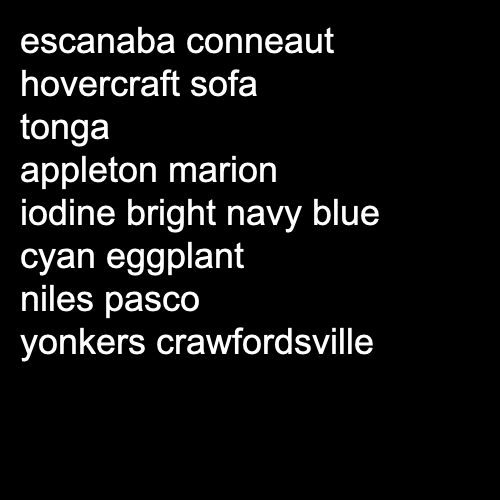 escanaba conneaut
hovercraft sofa
tonga
appleton marion
iodine bright navy blue
cyan eggplant
niles pasco
yonkers crawfordsville